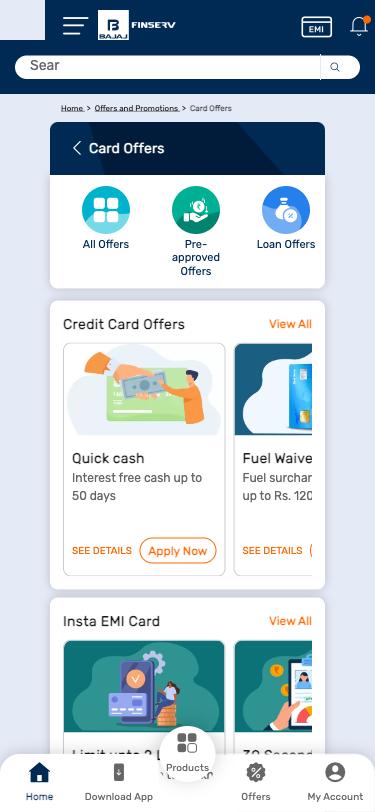 BAJAJ FINSERV
EMI
Sear
Home > Offers and Promotions > Card Offers
Card Offers
All Offers
Pre-
approved
Offers
Loan Offers
Credit Card Offers
View All
Quick cash
Interest free cash up to
50 days
SEE DETAILS
Apply Now
Fuel Waive
Fuel surchar
up to Rs. 120
SEE DETAILS
Insta EMI Card
View All
Products
Home
Download App
Offers
My Account